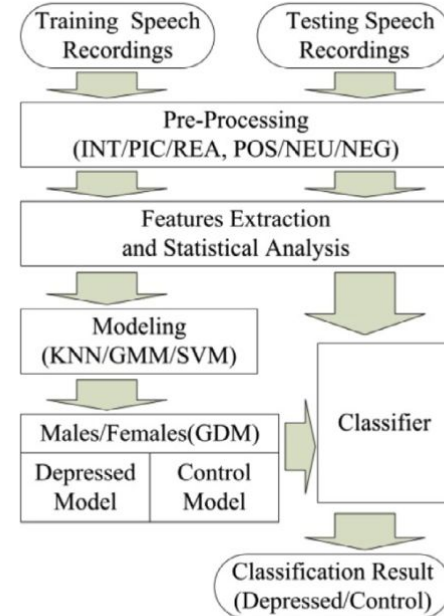 Training Speech
Recordings
Testing Speech
Recordings
Pre-Processing
(INT/PIC/REA, POS/NEU/NEG)
Features Extraction
and Statistical Analysis
Modeling
(KNN/GMM/SVM)
Males/Females(GDM)
Depressed
Model
Control
Model
Classifier
Classification Result
(Depressed/Control)